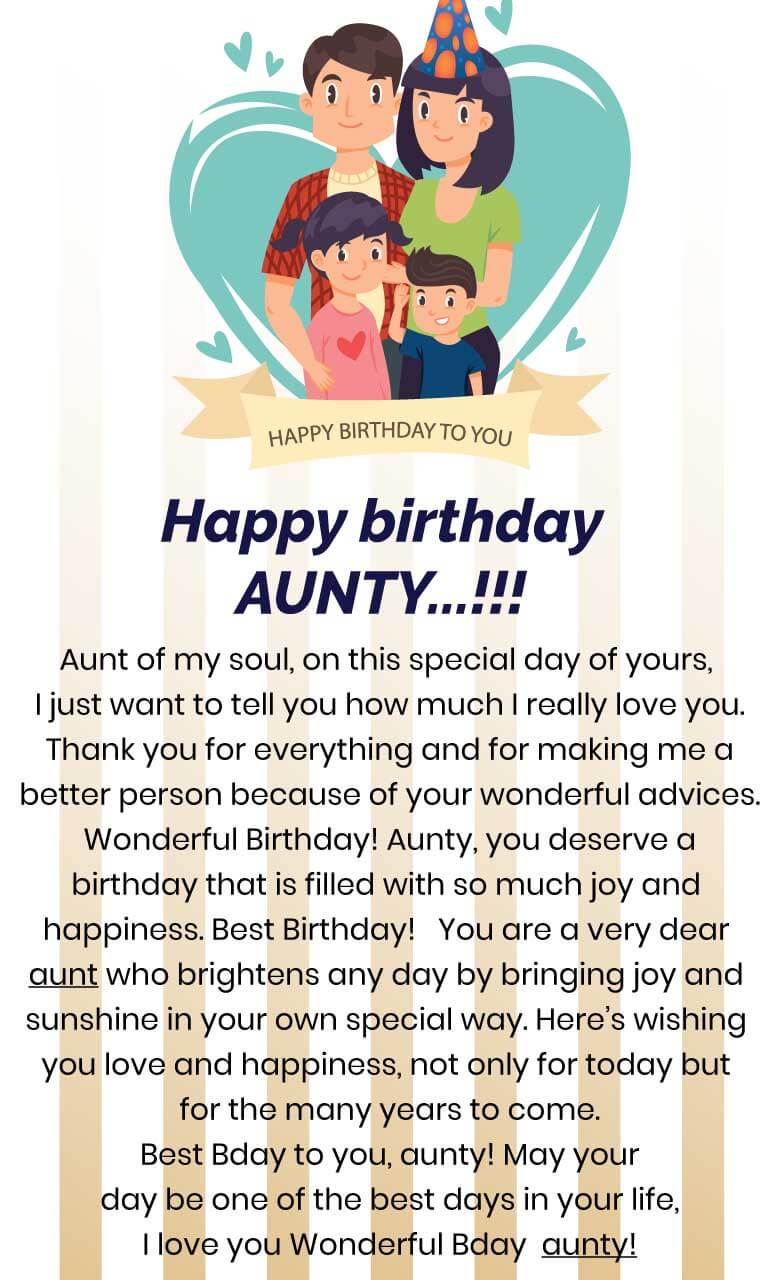 HAPPY BIRTHDAY TO YOU
Happy birthday
AUNTY...!!!
Aunt of my soul, on this special day of yours,
I just want to tell you how much I really love you.
Thank you for everything and for making me a
better person because of your wonderful advices.
Wonderful Birthday! Aunty, you deserve a
birthday that is filled with so much joy and
happiness. Best Birthday!   You are a very dear
aunt who brightens any day by bringing joy and
sunshine in your own special way. Here’s wishing
you love and happiness, not only for today but
for the many years to come.
Best Bday to you, aunty! May your
day be one of the best days in your life,
I love you Wonderful Bday  aunty!